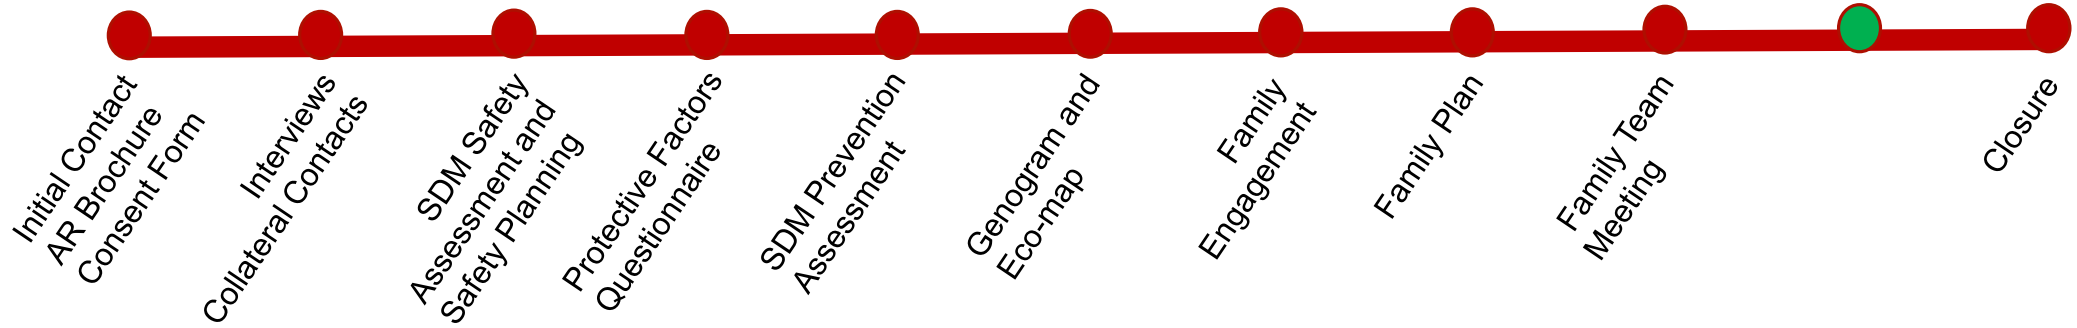 Initial Contact
AR Brochure
Consent Form
Interviews
Collateral Contacts
SDM Safety
Assessment and
Safety Planning
Protective Factors
Questionnaire
SDM Prevention
Assessment
Genogram and
Eco-map
Family
Engagement
Family Plan
Family Team
Meeting
Closure